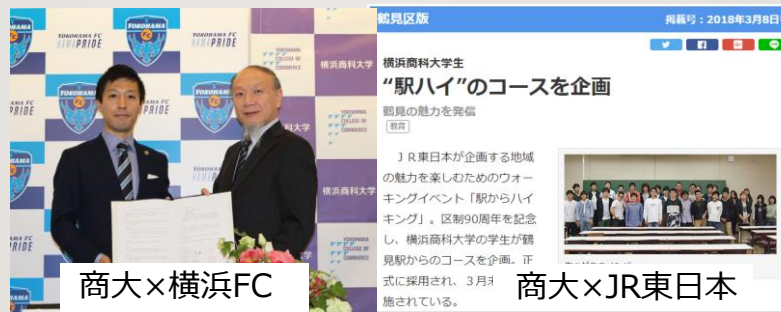 YOKOHAMA FC
HAMAPRIDE
YOKOHAMA
COLLEGE OF
COMMERCE
横浜商科大学
商大×横浜FC
鶴見区版
掲載号：2018年3月8日
横浜商科大学生
“駅ハイ”のコースを企画
鶴見の魅力を発信
教育
ＪＲ東日本が企画する地域
の魅力を楽しむためのウォー
キングイベント「駅からハイ
キング」。区制90周年を記念
し、横浜商科大学の学生が鶴
見駅からのコースを企画。正
式に採用され、３月
施されている。
商大×JR東日本